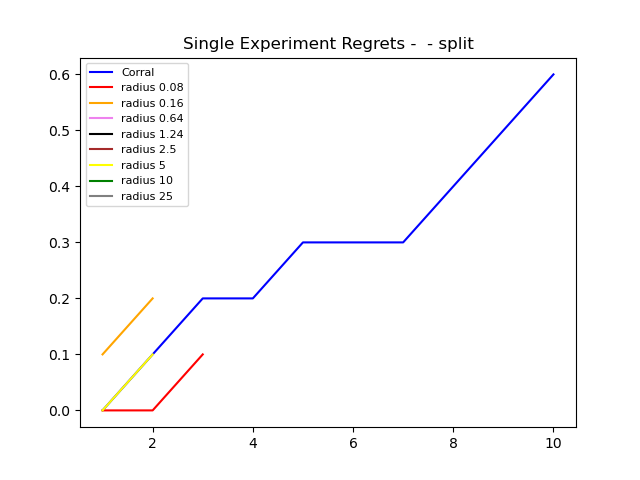 Single Experiment Regrets -  - split
Corral
radius 0.08
radius 0.16
radius 0.64
radius 1.24
radius 2.5
radius 5
radius 10
radius 25
0.6
0.5
0.4
0.3
0.2
0.1
0.0
2 4 6 8 10